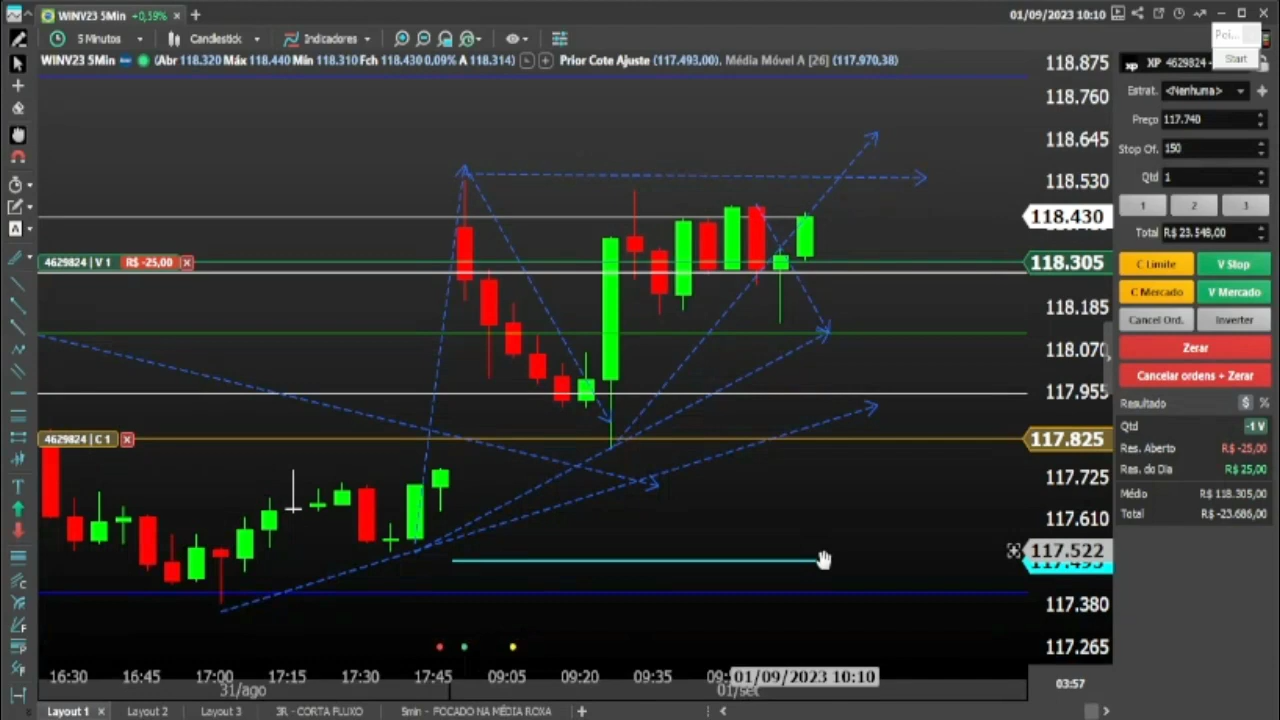 WINV23 5Min +0,59%
01/09/2023 10:10
5 Minutos
Candlestick
Indicadores
WINV23 5Min (Abr 118.320 Máx 118.440 Mín 118.310 Fch 118.430 0,09% A 118.314) Prior Cote Ajuste (117.493,00). Média Móvel A [26] (117.970,38)
Start
118.875
118.760
118.645
118.530
118.430
118.305
118.185
118.070
117.955
117.825
117.725
117.610
117.522
117.493
117.380
117.265
4629824 | V 1 R$ -25,00
4629824 | C 1
XP XP 4629824
Estrat. <Nenhuma>
Preço 117.740
Stop Of. 150
Qtd 1
1 2 3
Total R$ 23.548,00
C Limite V Stop
C Mercado V Mercado
Cancel Ord. Inverter
Zerar
Cancelar ordens + Zerar
Resultado $ %
Qtd -1 V
Res. Aberto R$ -25,00
Res. do Dia R$ 25,00
Médio R$ 118.305,00
Total R$ -23.686,00
16:30 16:45 17:00 17:15 17:30 17:45 09:05 09:20 09:35 01/09/2023 10:10
31/ago 01/set
03:57
Layout 1 Layout 2 Layout 3 3R - CORTA FLUXO 5min - FOCADO NA MÉDIA ROXA